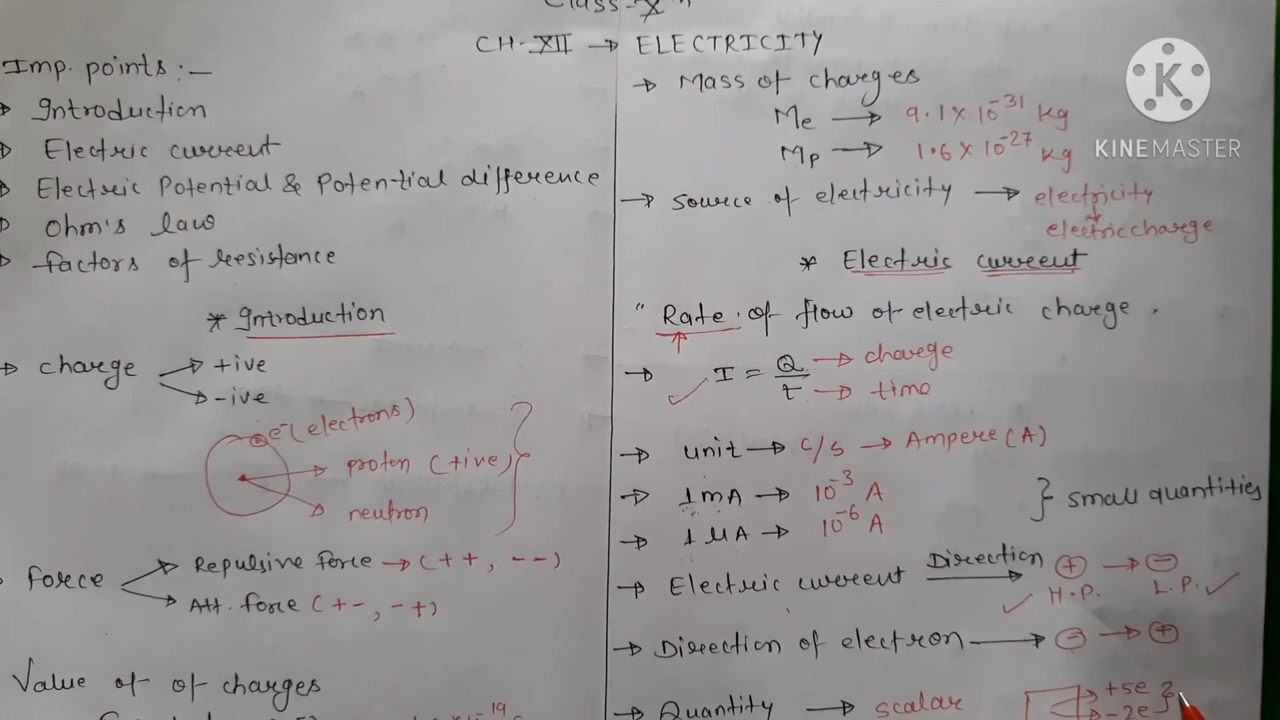 Class-X
CH-XII → ELECTRICITY
Imp. points :-
Introduction
Electric current
Electric Potential & Potential difference
Ohm's law
factors of resistance
* Introduction
→ charge → +ive
→ -ive
e⁻ (electrons)
proton (+ive)
neutron
force → Repulsive force → (++, --)
→ Att. force (+-, -+)
Value of of charges
→ Mass of charges
Me → 9.1 × 10⁻³¹ kg
Mp → 1.6 × 10⁻²⁷ kg
→ Source of electricity → electricity
electric charge
* Electric current
" Rate of flow of electric charge .
→ I = Q/t
Q → charge
t → time
→ unit → C/s → Ampere (A)
→ 1mA → 10⁻³ A
→ 1 μA → 10⁻⁶ A
} small quantities
→ Electric current Direction → (+) → (-)
H.P. L.P.
→ Direction of electron → (-) → (+)
→ Quantity → scalar
+5e
-2e
K
KINEMASTER